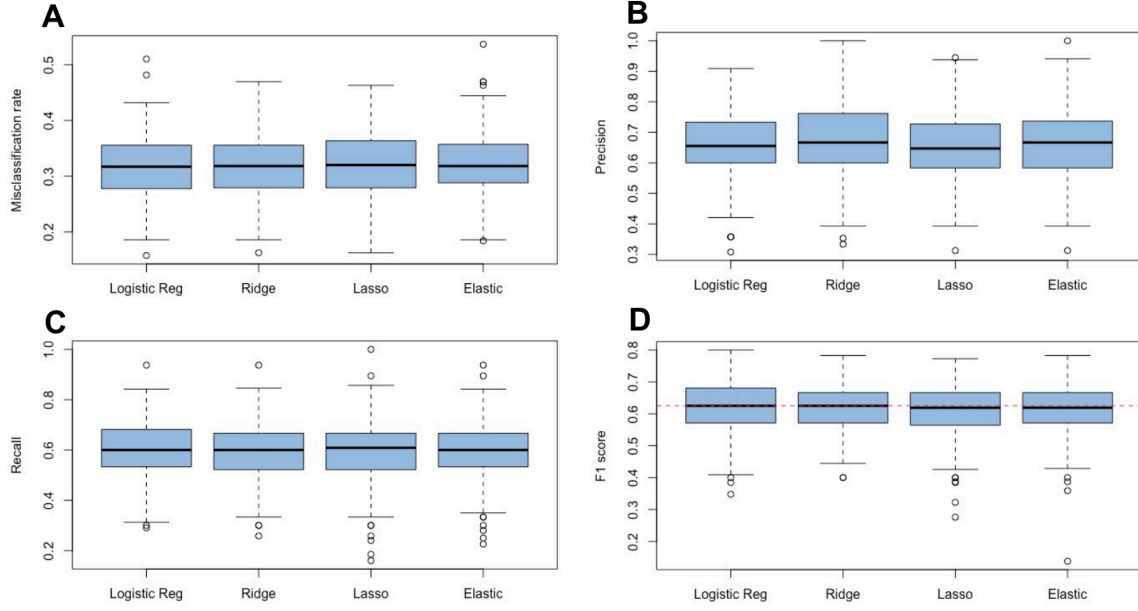 A
Misclassification rate
0.5
0.4
0.3
0.2
Logistic Reg Ridge Lasso Elastic
B
Precision
1.0
0.9
0.8
0.7
0.6
0.5
0.4
0.3
Logistic Reg Ridge Lasso Elastic
C
Recall
1.0
0.8
0.6
0.4
0.2
Logistic Reg Ridge Lasso Elastic
D
F1 score
0.8
0.7
0.6
0.5
0.4
0.3
0.2
Logistic Reg Ridge Lasso Elastic